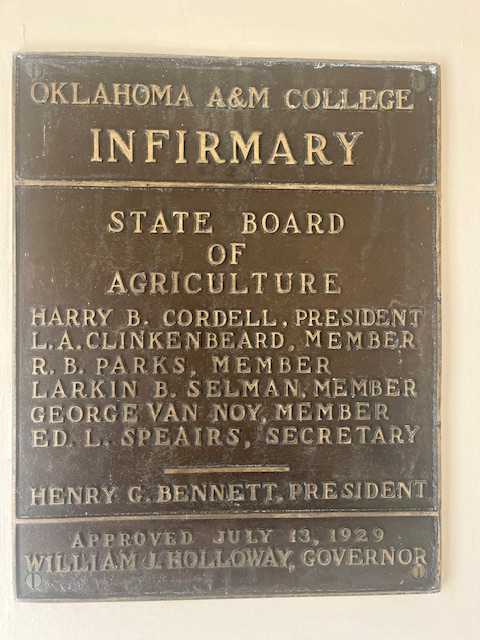 OKLAHOMA A&M COLLEGE
INFIRMARY
STATE BOARD
OF
AGRICULTURE
HARRY B. CORDELL, PRESIDENT
L.A. CLINKENBEARD, MEMBER
R. B. PARKS, MEMBER
LARKIN B. SELMAN, MEMBER
GEORGE VAN NOY, MEMBER
ED. L. SPEAIRS, SECRETARY
HENRY G. BENNETT, PRESIDENT
APPROVED JULY 13, 1929
WILLIAM J. HOLLOWAY, GOVERNOR